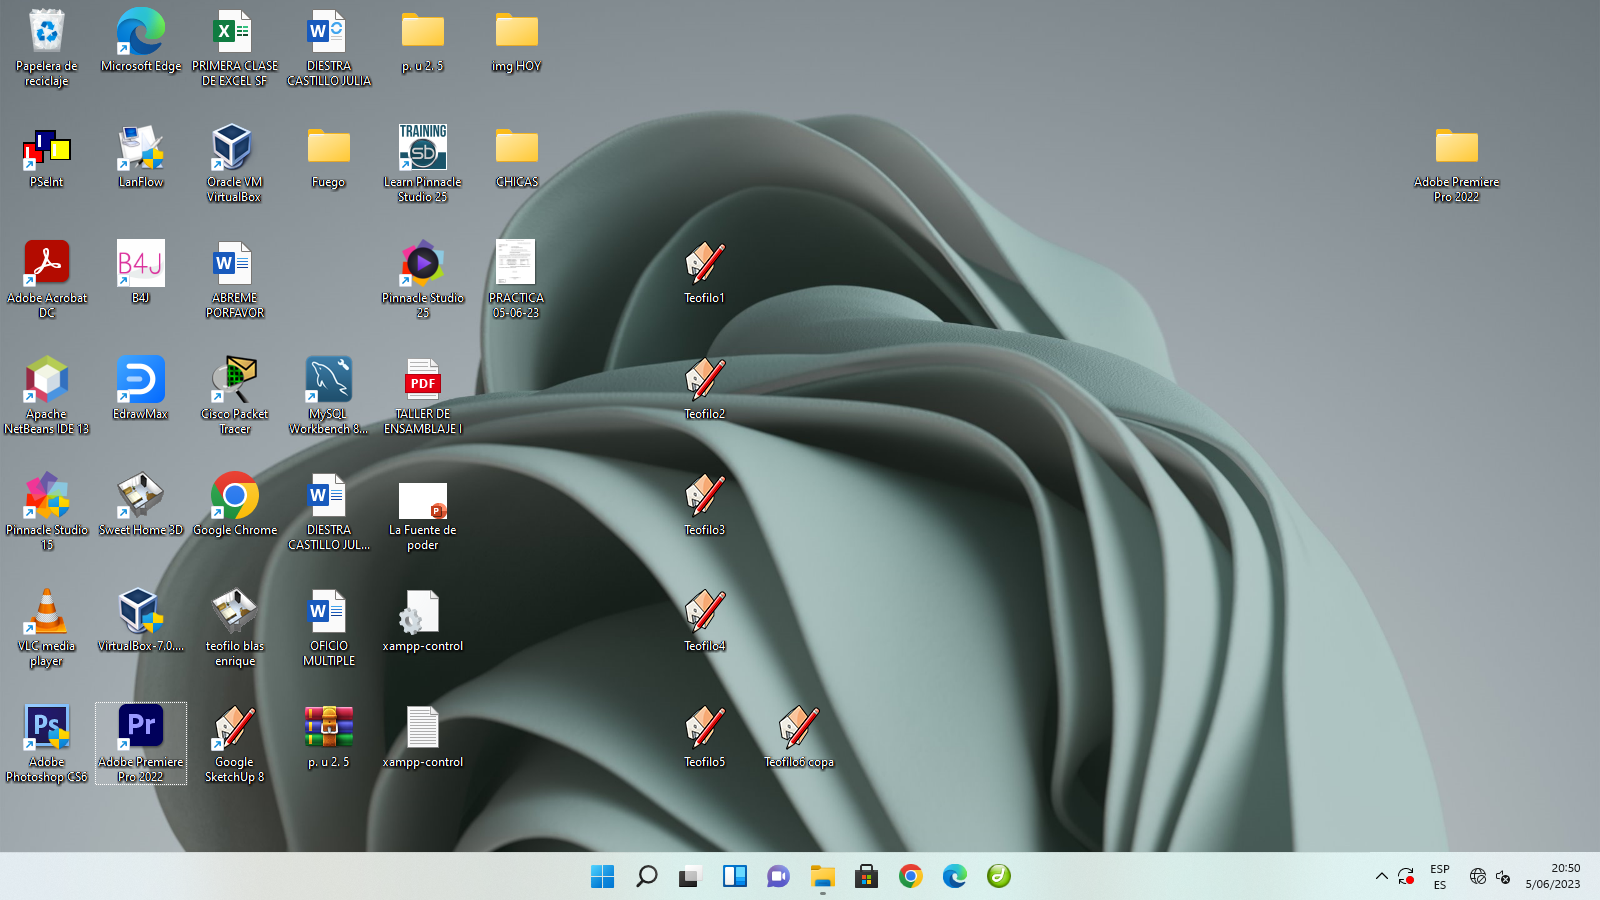 Papelera de
reciclaje
Microsoft Edge
PRIMERA CLASE
DE EXCEL SF
DIESTRA
CASTILLO JULIA
p. u 2. 5
img HOY
PSeInt
LanFlow
Oracle VM
VirtualBox
Fuego
TRAINING
sb
Learn Pinnacle
Studio 25
CHICAS
Adobe Premiere
Pro 2022
Adobe Acrobat
DC
B4J
B4J
ABREME
PORFAVOR
Pinnacle Studio
25
PRACTICA
05-06-23
Teofilo1
Apache
NetBeans IDE 13
EdrawMax
Cisco Packet
Tracer
MySQL
Workbench 8...
PDF
TALLER DE
ENSAMBLAJE I
Teofilo2
Pinnacle Studio
15
Sweet Home 3D
Google Chrome
DIESTRA
CASTILLO JUL...
La Fuente de
poder
Teofilo3
VLC media
player
VirtualBox-7.0....
teofilo blas
enrique
OFICIO
MULTIPLE
xampp-control
Teofilo4
Ps
Adobe
Photoshop CS6
Pr
Adobe Premiere
Pro 2022
Google
SketchUp 8
p. u 2. 5
xampp-control
Teofilo5
Teofilo6 copa
ESP
ES
20:50
5/06/2023